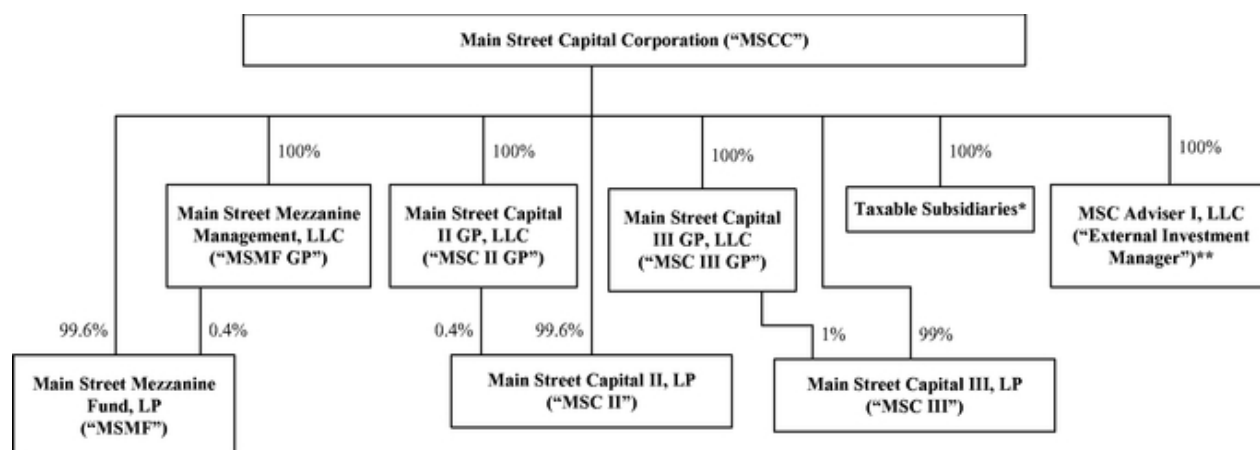 Main Street Capital Corporation (“MSCC”)
100%
100%
100%
100%
100%
Main Street Mezzanine
Management, LLC
(“MSMF GP”)
Main Street Capital
II GP, LLC
(“MSC II GP”)
Main Street Capital
III GP, LLC
(“MSC III GP”)
Taxable Subsidiaries*
MSC Adviser I, LLC
(“External Investment
Manager”)**
99.6%
0.4%
0.4%
99.6%
1%
99%
Main Street Mezzanine
Fund, LP
(“MSMF”)
Main Street Capital II, LP
(“MSC II”)
Main Street Capital III, LP
(“MSC III”)